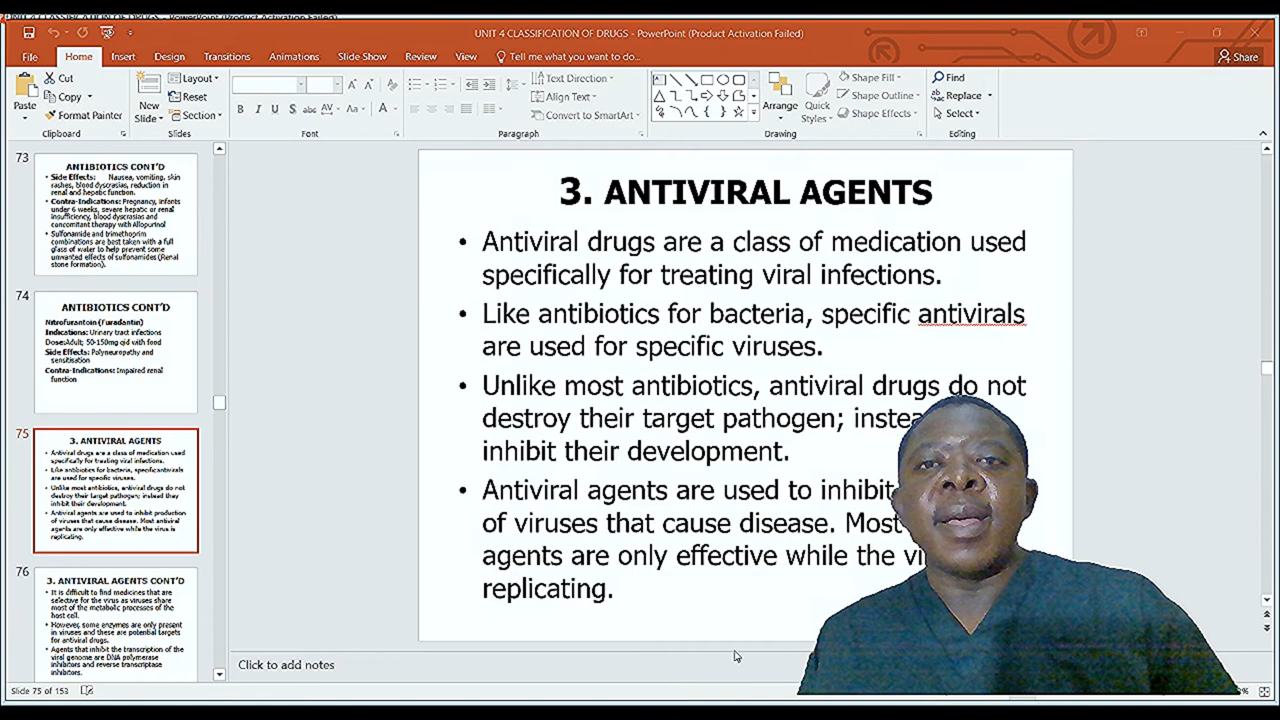 UNIT 4 CLASSIFICATION OF DRUGS - PowerPoint (Product Activation Failed)
File Home Insert Design Transitions Animations Slide Show Review View Tell me what you want to do... Share
Paste
Cut
Copy
Format Painter
Clipboard
New
Slide
Layout
Reset
Section
Slides
B I U S abc AV Aa A
Font
Text Direction
Align Text
Convert to SmartArt
Paragraph
Arrange
Quick
Styles
Shape Fill
Shape Outline
Shape Effects
Drawing
Find
Replace
Select
Editing
73
ANTIBIOTICS CONT'D
• Side Effects: Nausea, vomiting, skin
rashes, blood dyscrasias, reduction in
renal and hepatic function.
• Contra-Indications: Pregnancy, infants
under 6 weeks, severe hepatic or renal
insufficiency, blood dyscrasias and
concomitant therapy with Allopurinol
• Sulfonamide and trimethoprim
combinations are best taken with a full
glass of water to help prevent some
unwanted effects of sulfonamides (Renal
stone formation).
74
ANTIBIOTICS CONT'D
Nitrofurantoin (Furadantin)
Indications: Urinary tract infections
Dose:Adult; 50-150mg qid with food
Side Effects: Polyneuropathy and
sensitisation
Contra-Indications: Impaired renal
function
75
3. ANTIVIRAL AGENTS
• Antiviral drugs are a class of medication used
specifically for treating viral infections.
• Like antibiotics for bacteria, specific antivirals
are used for specific viruses.
• Unlike most antibiotics, antiviral drugs do not
destroy their target pathogen; instead they
inhibit their development.
• Antiviral agents are used to inhibit production
of viruses that cause disease. Most antiviral
agents are only effective while the virus is
replicating.
76
3. ANTIVIRAL AGENTS CONT'D
• It is difficult to find medicines that are
selective for the virus as viruses share
most of the metabolic processes of the
host cell.
• However, some enzymes are only present
in viruses and these are potential targets
for antiviral drugs.
• Agents that inhibit the transcription of the
viral genome are DNA polymerase
inhibitors and reverse transcriptase
inhibitors.
3. ANTIVIRAL AGENTS
• Antiviral drugs are a class of medication used
specifically for treating viral infections.
• Like antibiotics for bacteria, specific antivirals
are used for specific viruses.
• Unlike most antibiotics, antiviral drugs do not
destroy their target pathogen;
inhibit their development.
• Antiviral agents are used to inhibit
of viruses that cause disease. Most
agents are only effective while the
replicating.
Click to add notes
Slide 75 of 153